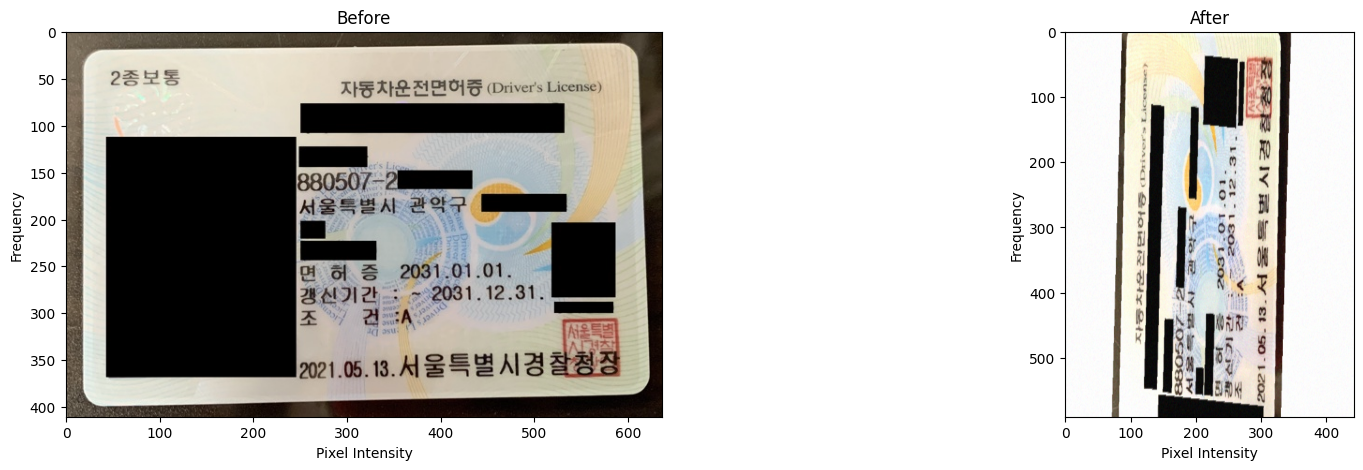 Before
0
50
100
150
200
250
300
350
400
Frequency
2종보통
자동차운전면허증 (Driver's License)
880507-2
서울특별시 관악구
면 허 증 2031.01.01.
갱신기간 : ~ 2031.12.31.
조 건 :A
서울특별
시경찰
2021.05.13.서울특별시경찰청장
0 100 200 300 400 500 600
Pixel Intensity
After
0
100
200
300
400
500
Frequency
자동차운전면허증 (Driver's License)
880507-2
서울특별시 관악구
면 허 증 2031.01.01.
갱신기간 : ~ 2031.12.31.
조 건 :A
2021.05.13.서울특별시경찰청장
0 100 200 300 400
Pixel Intensity